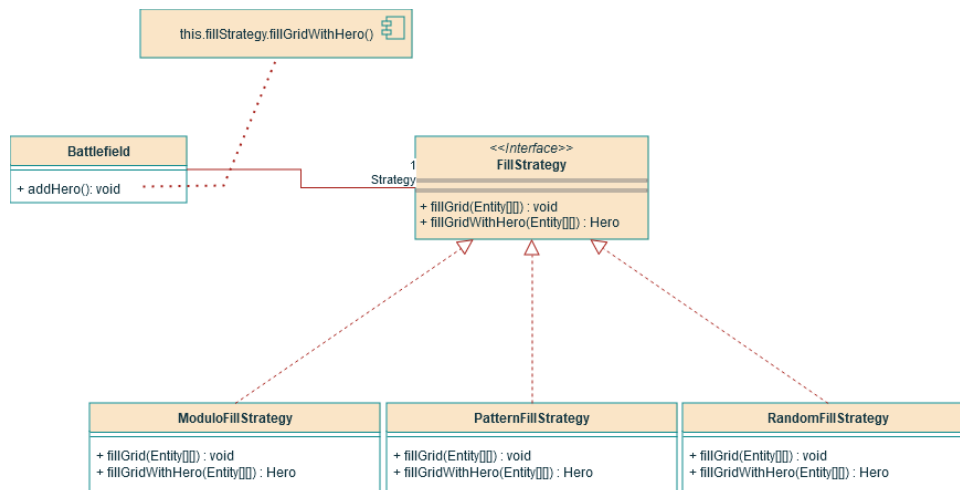 this.fillStrategy.fillGridWithHero()
Battlefield
+ addHero(): void
1
Strategy
<<Interface>>
FillStrategy
+ fillGrid(Entity[][]) : void
+ fillGridWithHero(Entity[][]) : Hero
ModuloFillStrategy
+ fillGrid(Entity[][]) : void
+ fillGridWithHero(Entity[][]) : Hero
PatternFillStrategy
+ fillGrid(Entity[][]) : void
+ fillGridWithHero(Entity[][]) : Hero
RandomFillStrategy
+ fillGrid(Entity[][]) : void
+ fillGridWithHero(Entity[][]) : Hero